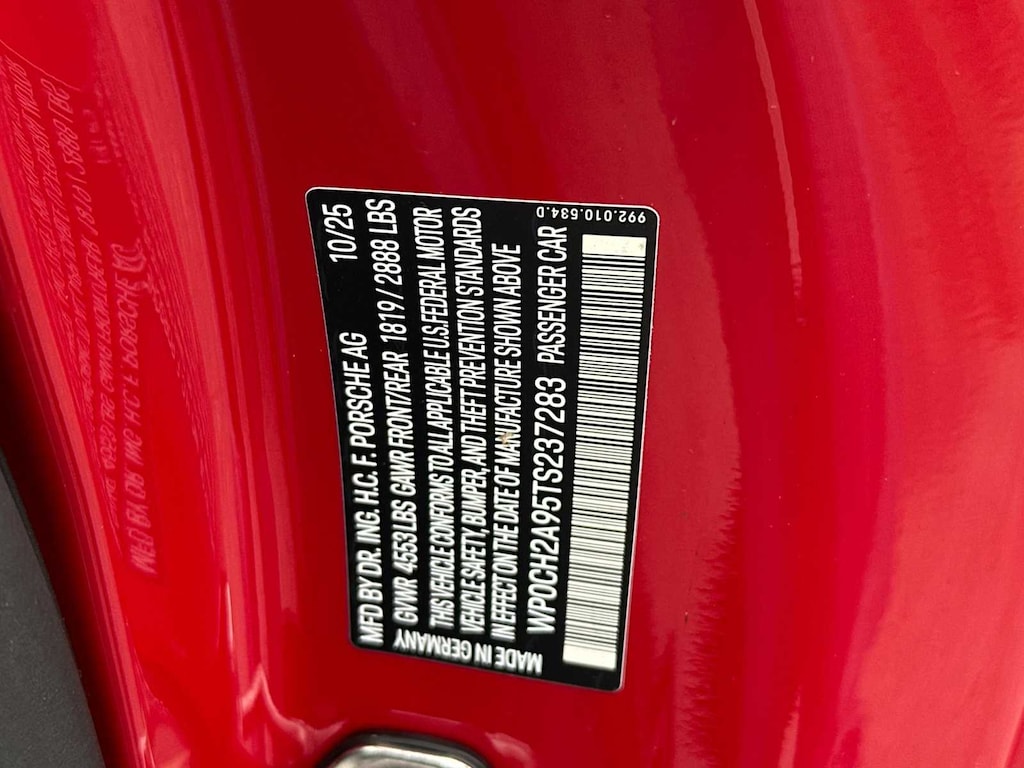 MFD BY DR. ING. H.C. F. PORSCHE AG 10/25
GVWR 4553 LBS GAWR FRONT/REAR 1819 / 2888 LBS
THIS VEHICLE CONFORMS TO ALL APPLICABLE U.S. FEDERAL MOTOR
VEHICLE SAFETY, BUMPER, AND THEFT PREVENTION STANDARDS
IN EFFECT ON THE DATE OF MANUFACTURE SHOWN ABOVE
WP0CH2A95TS237283 PASSENGER CAR
MADE IN GERMANY
992.010.534.D